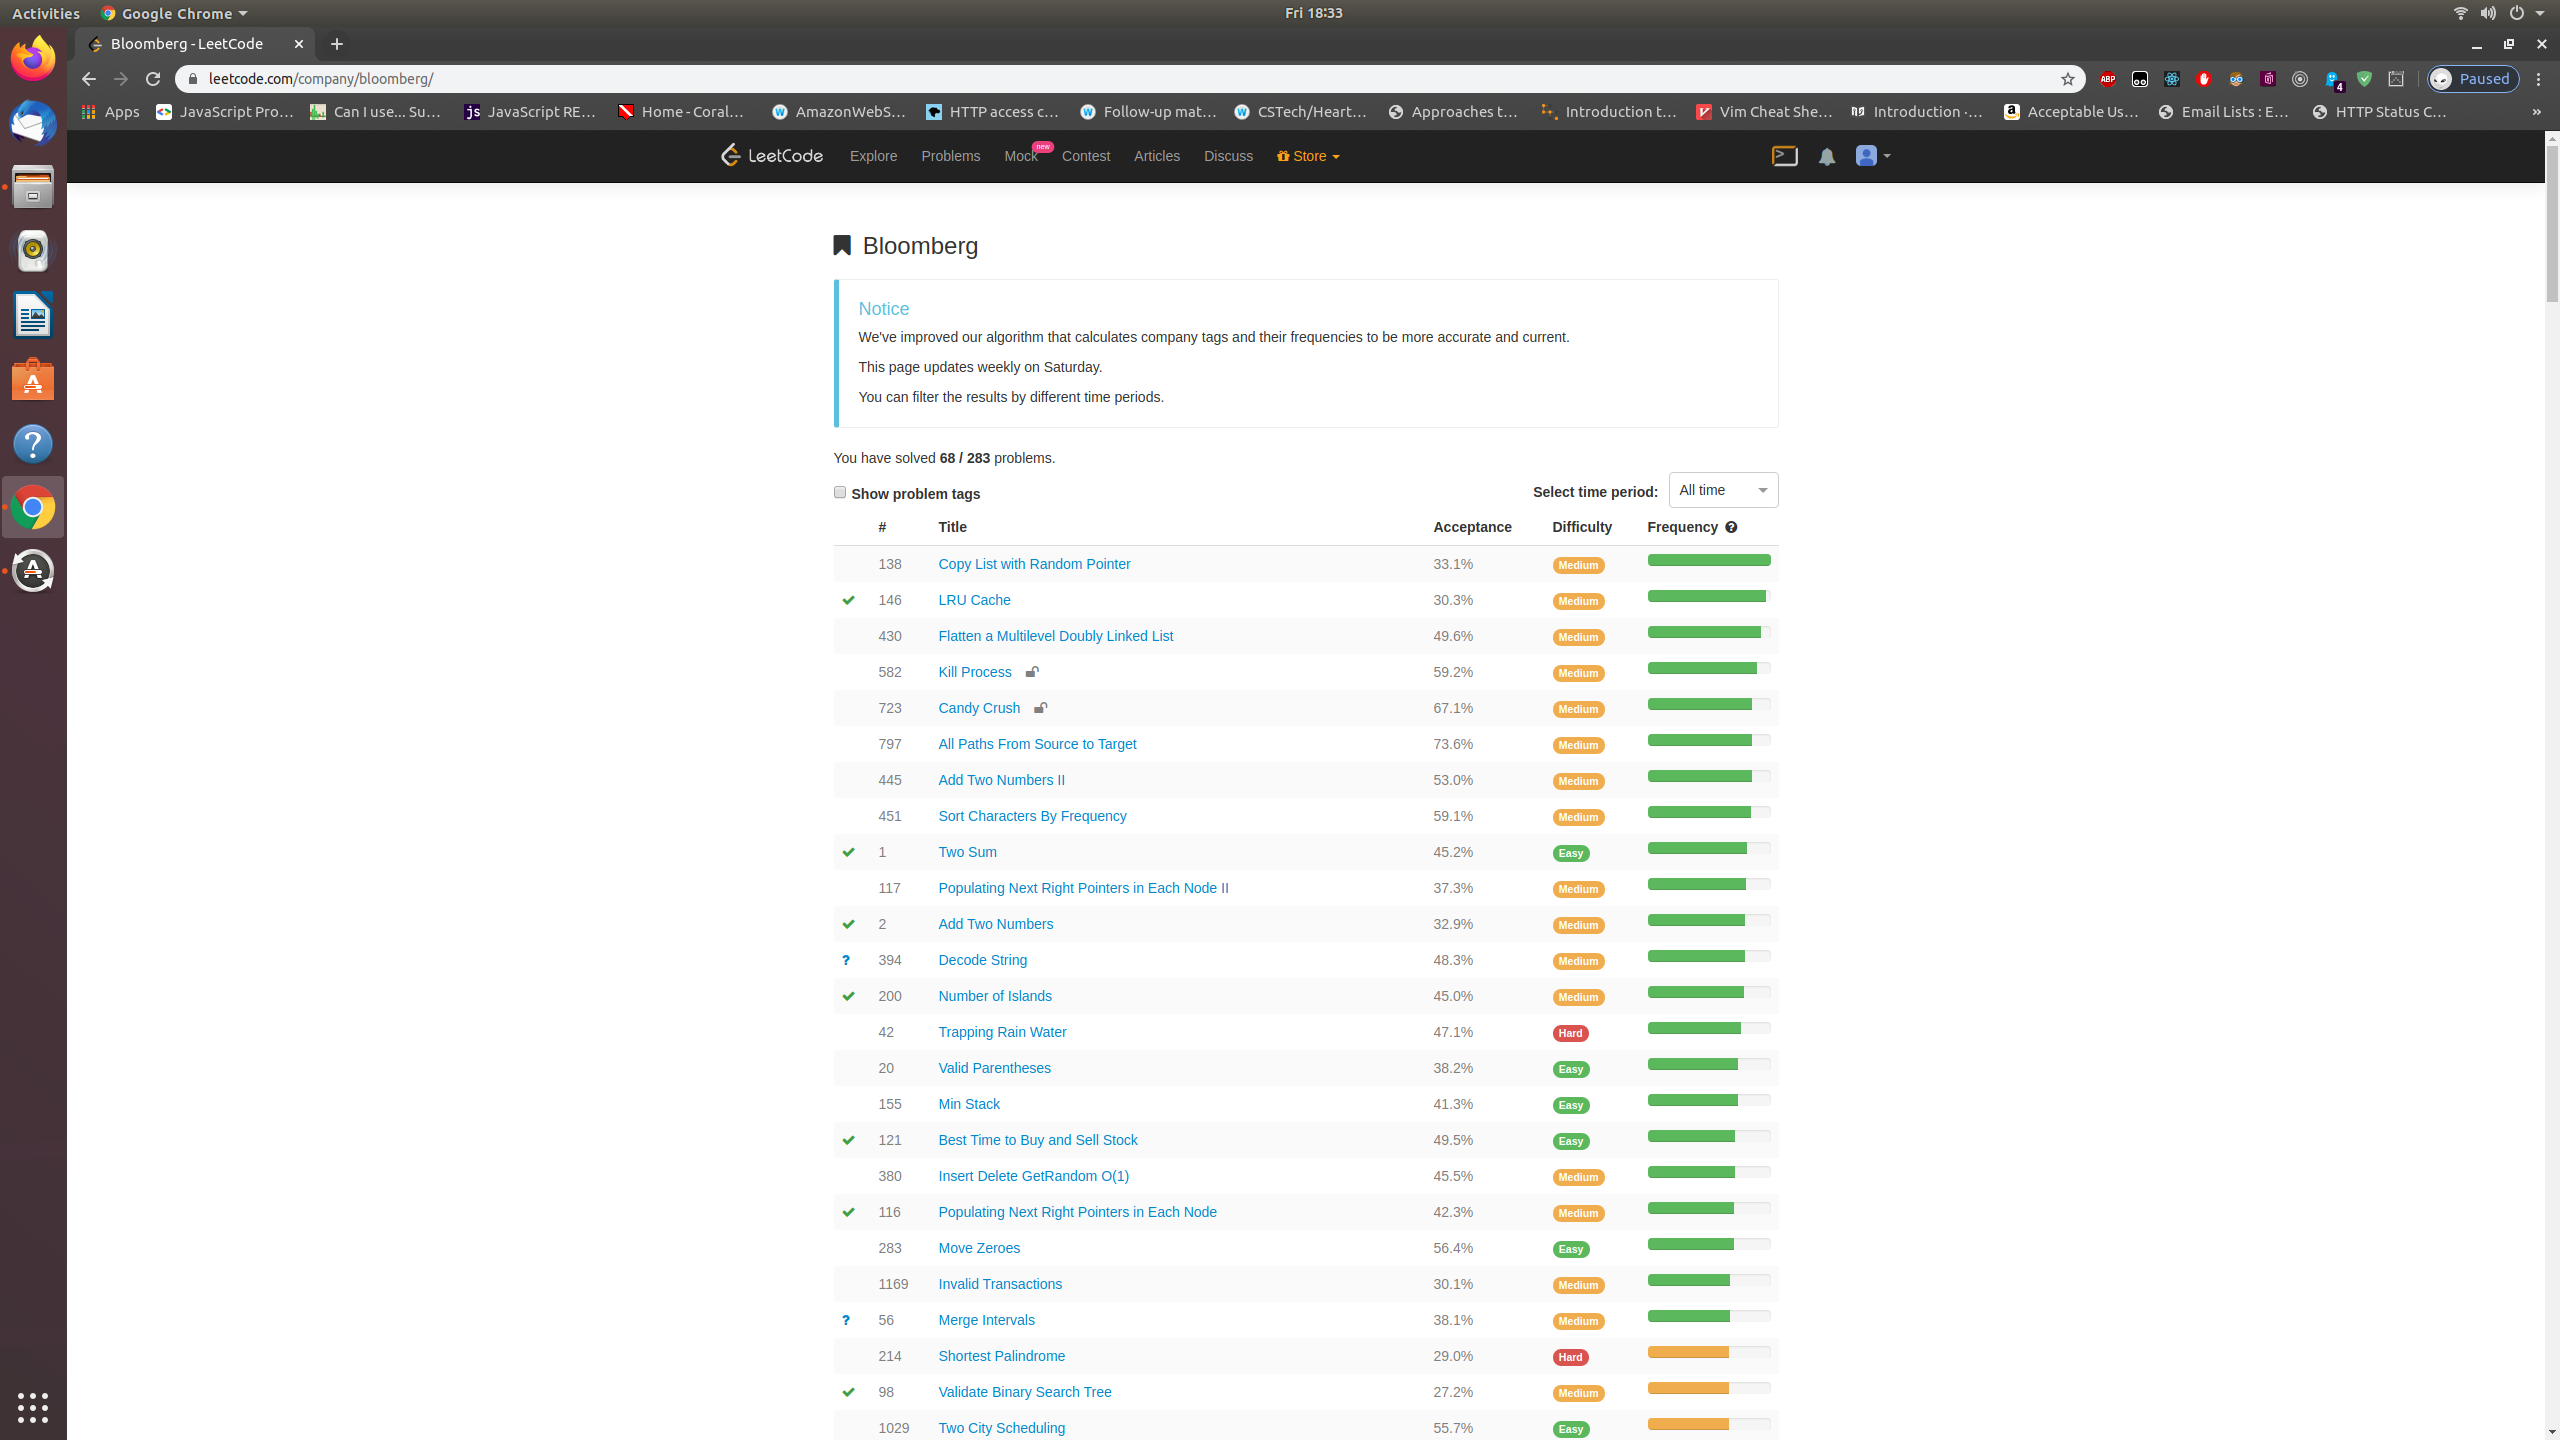 Activities Google Chrome Fri 18:33
Bloomberg - LeetCode
leetcode.com/company/bloomberg/ ABP 4 Paused
Apps JavaScript Pro… Can I use... Su… JavaScript RE… Home - Coral… AmazonWebS… HTTP access c… Follow-up mat… CSTech/Heart… Approaches t… Introduction t… Vim Cheat She… Introduction ·… Acceptable Us… Email Lists : E… HTTP Status C… »
LeetCode Explore Problems Mock new Contest Articles Discuss Store
Bloomberg
Notice
We've improved our algorithm that calculates company tags and their frequencies to be more accurate and current.
This page updates weekly on Saturday.
You can filter the results by different time periods.
You have solved 68 / 283 problems.
Show problem tags Select time period: All time
# Title Acceptance Difficulty Frequency
138 Copy List with Random Pointer 33.1% Medium
146 LRU Cache 30.3% Medium
430 Flatten a Multilevel Doubly Linked List 49.6% Medium
582 Kill Process 59.2% Medium
723 Candy Crush 67.1% Medium
797 All Paths From Source to Target 73.6% Medium
445 Add Two Numbers II 53.0% Medium
451 Sort Characters By Frequency 59.1% Medium
1 Two Sum 45.2% Easy
117 Populating Next Right Pointers in Each Node II 37.3% Medium
2 Add Two Numbers 32.9% Medium
? 394 Decode String 48.3% Medium
200 Number of Islands 45.0% Medium
42 Trapping Rain Water 47.1% Hard
20 Valid Parentheses 38.2% Easy
155 Min Stack 41.3% Easy
121 Best Time to Buy and Sell Stock 49.5% Easy
380 Insert Delete GetRandom O(1) 45.5% Medium
116 Populating Next Right Pointers in Each Node 42.3% Medium
283 Move Zeroes 56.4% Easy
1169 Invalid Transactions 30.1% Medium
? 56 Merge Intervals 38.1% Medium
214 Shortest Palindrome 29.0% Hard
98 Validate Binary Search Tree 27.2% Medium
1029 Two City Scheduling 55.7% Easy